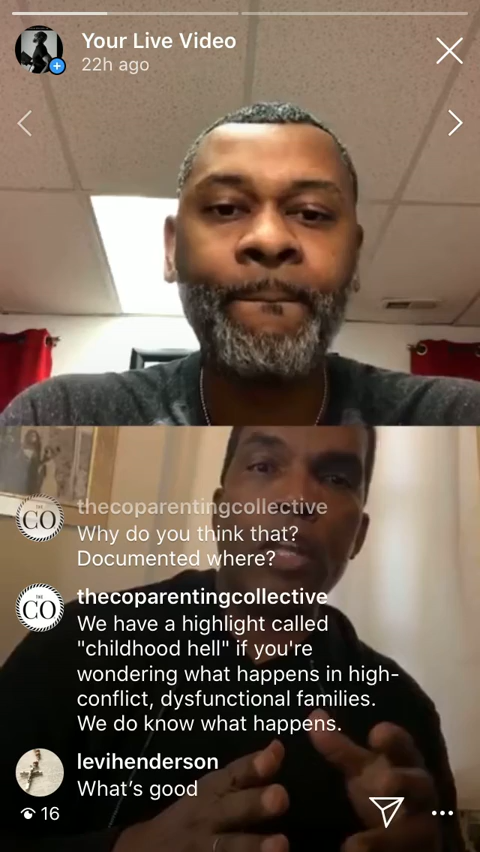 Your Live Video
22h ago
thecoparentingcollective
THE
CO
Why do you think that?
Documented where?
thecoparentingcollective
THE
CO
We have a highlight called
"childhood hell" if you're
wondering what happens in high-
conflict, dysfunctional families.
We do know what happens.
levihenderson
What's good
16